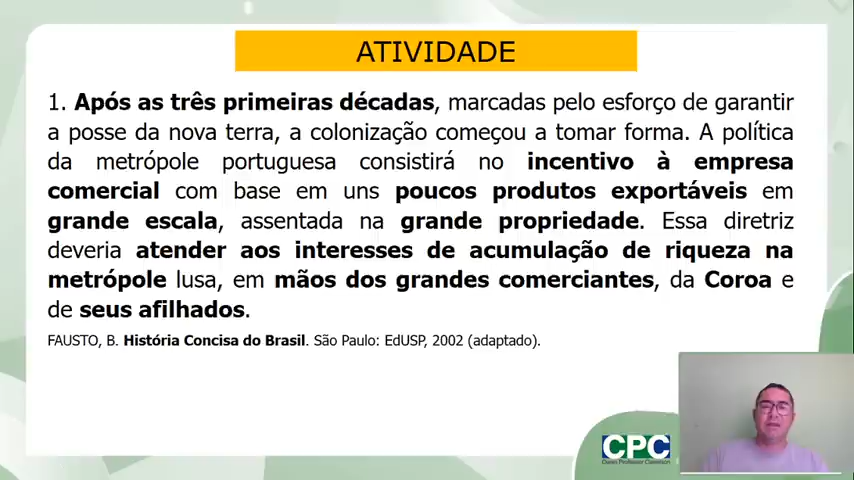 ATIVIDADE
1. Após as três primeiras décadas, marcadas pelo esforço de garantir
a posse da nova terra, a colonização começou a tomar forma. A política
da metrópole portuguesa consistirá no incentivo à empresa
comercial com base em uns poucos produtos exportáveis em
grande escala, assentada na grande propriedade. Essa diretriz
deveria atender aos interesses de acumulação de riqueza na
metrópole lusa, em mãos dos grandes comerciantes, da Coroa e
de seus afilhados.
FAUSTO, B. História Concisa do Brasil. São Paulo: EdUSP, 2002 (adaptado).
CPC